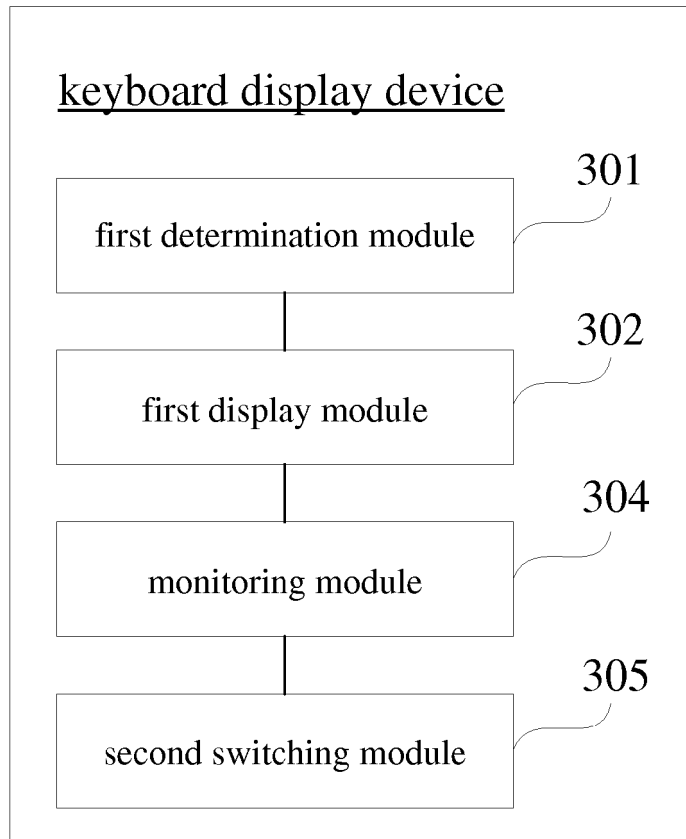 keyboard display device
301
first determination module
302
first display module
304
monitoring module
305
second switching module